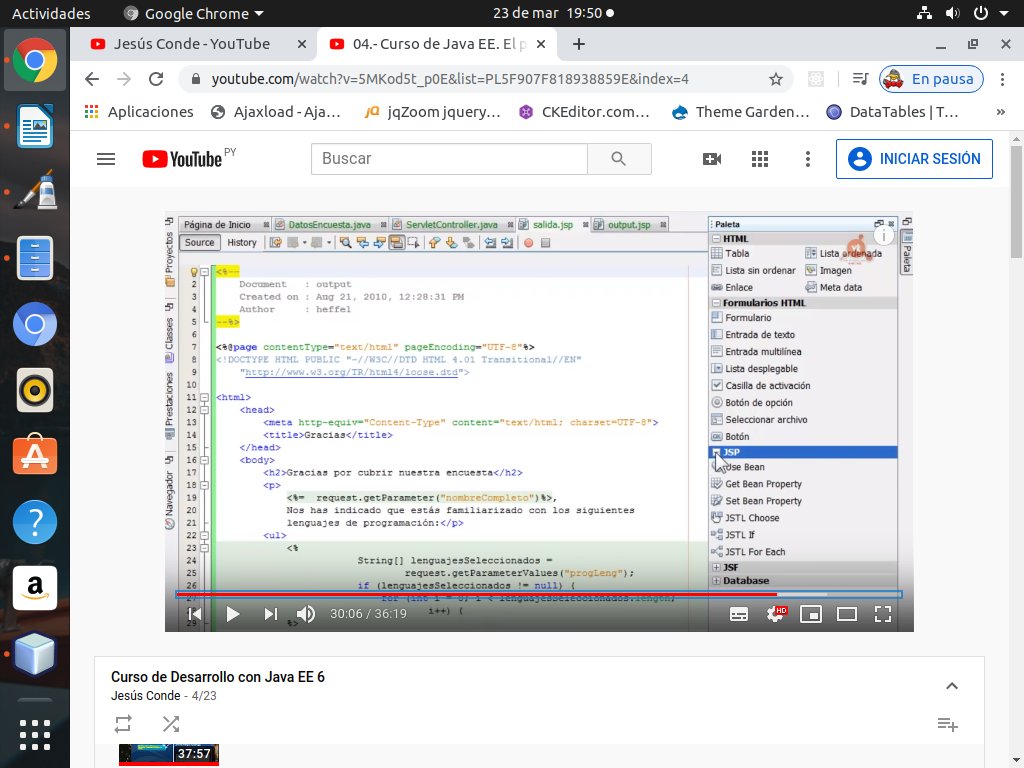 Actividades
Google Chrome
23 de mar 19:50
Jesús Conde - YouTube
04.- Curso de Java EE. El p
youtube.com/watch?v=5MKod5t_p0E&list=PL5F907F818938859E&index=4
En pausa
Aplicaciones
Ajaxload - Aja...
jqZoom jquery...
CKEditor.com...
Theme Garden...
DataTables | T...
YouTube PY
Buscar
INICIAR SESIÓN
Página de Inicio
DatosEncuesta.java
ServletController.java
salida.jsp
output.jsp
Source
History
Proyectos
Clases
Prestaciones
Navegador
1 <%--
2 Document : output
3 Created on : Aug 21, 2010, 12:28:31 PM
4 Author : heffel
5 --%>
6
7 <%@page contentType="text/html" pageEncoding="UTF-8"%>
8 <!DOCTYPE HTML PUBLIC "-//W3C//DTD HTML 4.01 Transitional//EN"
9 "http://www.w3.org/TR/html4/loose.dtd">
10
11 <html>
12 <head>
13 <meta http-equiv="Content-Type" content="text/html; charset=UTF-8">
14 <title>Gracias</title>
15 </head>
16 <body>
17 <h2>Gracias por cubrir nuestra encuesta</h2>
18 <p>
19 <%= request.getParameter("nombreCompleto")%>,
20 Nos has indicado que estás familiarizado con los siguientes
21 lenguajes de programación:</p>
22 <ul>
23 <%
24 String[] lenguajesSeleccionados =
25 request.getParameterValues("progLeng");
26 if (lenguajesSeleccionados != null) {
27 for (int i = 0; i < lenguajesSeleccionados.length;
28 i++) {
29 %>
Paleta
Paleta
HTML
Tabla
Lista ordenada
Lista sin ordenar
Imagen
Enlace
Meta data
Formularios HTML
Formulario
Entrada de texto
Entrada multilínea
Lista desplegable
Casilla de activación
Botón de opción
Seleccionar archivo
Botón
JSP
Use Bean
Get Bean Property
Set Bean Property
JSTL Choose
JSTL If
JSTL For Each
JSF
Database
30:06 / 36:19
HD
Curso de Desarrollo con Java EE 6
Jesús Conde - 4/23
37:57